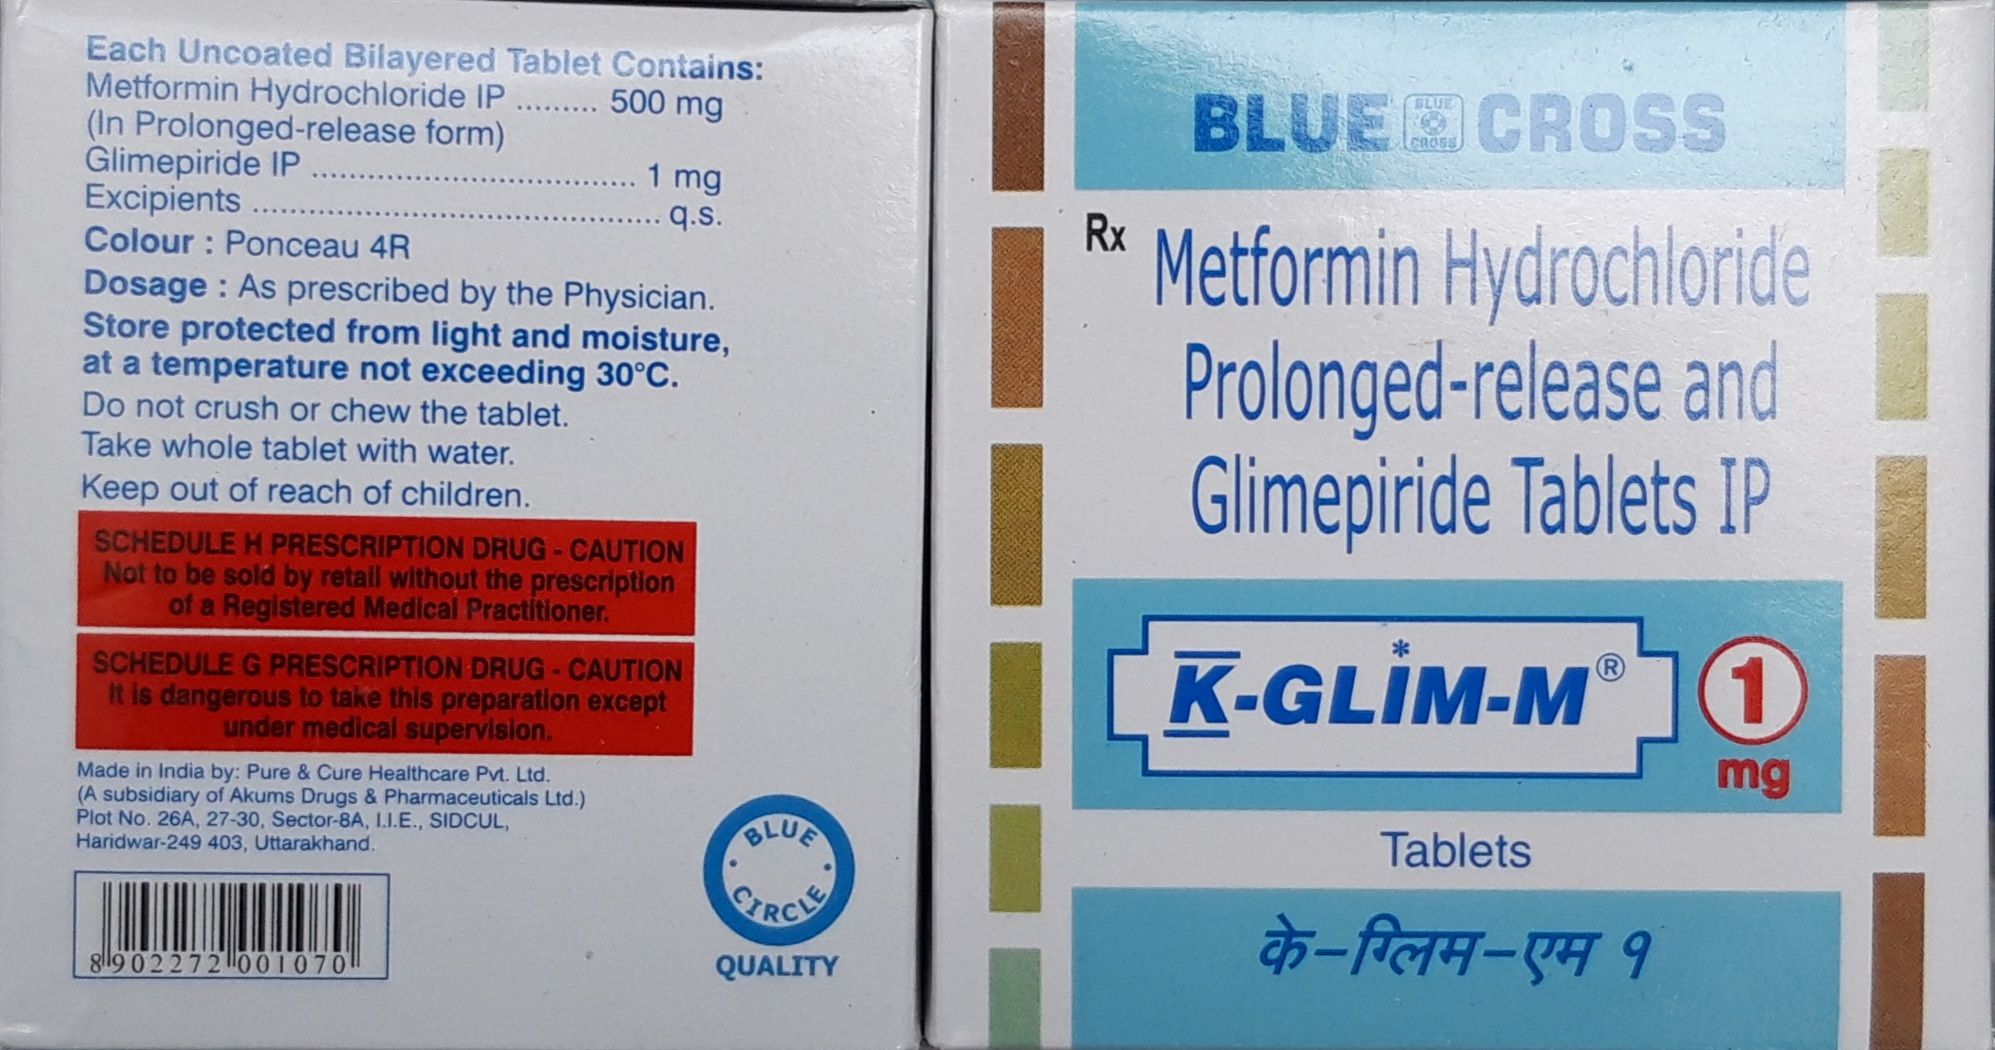 Each Uncoated Bilayered Tablet Contains:
Metformin Hydrochloride IP ......... 500 mg
(In Prolonged-release form)
Glimepiride IP .................................. 1 mg
Excipients ........................................... q.s.
Colour : Ponceau 4R
Dosage : As prescribed by the Physician.
Store protected from light and moisture,
at a temperature not exceeding 30°C.
Do not crush or chew the tablet.
Take whole tablet with water.
Keep out of reach of children.
SCHEDULE H PRESCRIPTION DRUG - CAUTION
Not to be sold by retail without the prescription
of a Registered Medical Practitioner.
SCHEDULE G PRESCRIPTION DRUG - CAUTION
It is dangerous to take this preparation except
under medical supervision.
Made in India by: Pure & Cure Healthcare Pvt. Ltd.
(A subsidiary of Akums Drugs & Pharmaceuticals Ltd.)
Plot No. 26A, 27-30, Sector-8A, I.I.E., SIDCUL,
Haridwar-249 403, Uttarakhand.
8 902272 001070
BLUE
CIRCLE
QUALITY
BLUE BLUE CROSS CROSS
Rx Metformin Hydrochloride
Prolonged-release and
Glimepiride Tablets IP
K-GLIM-M® 1
mg
Tablets
के-ग्लिम-एम १